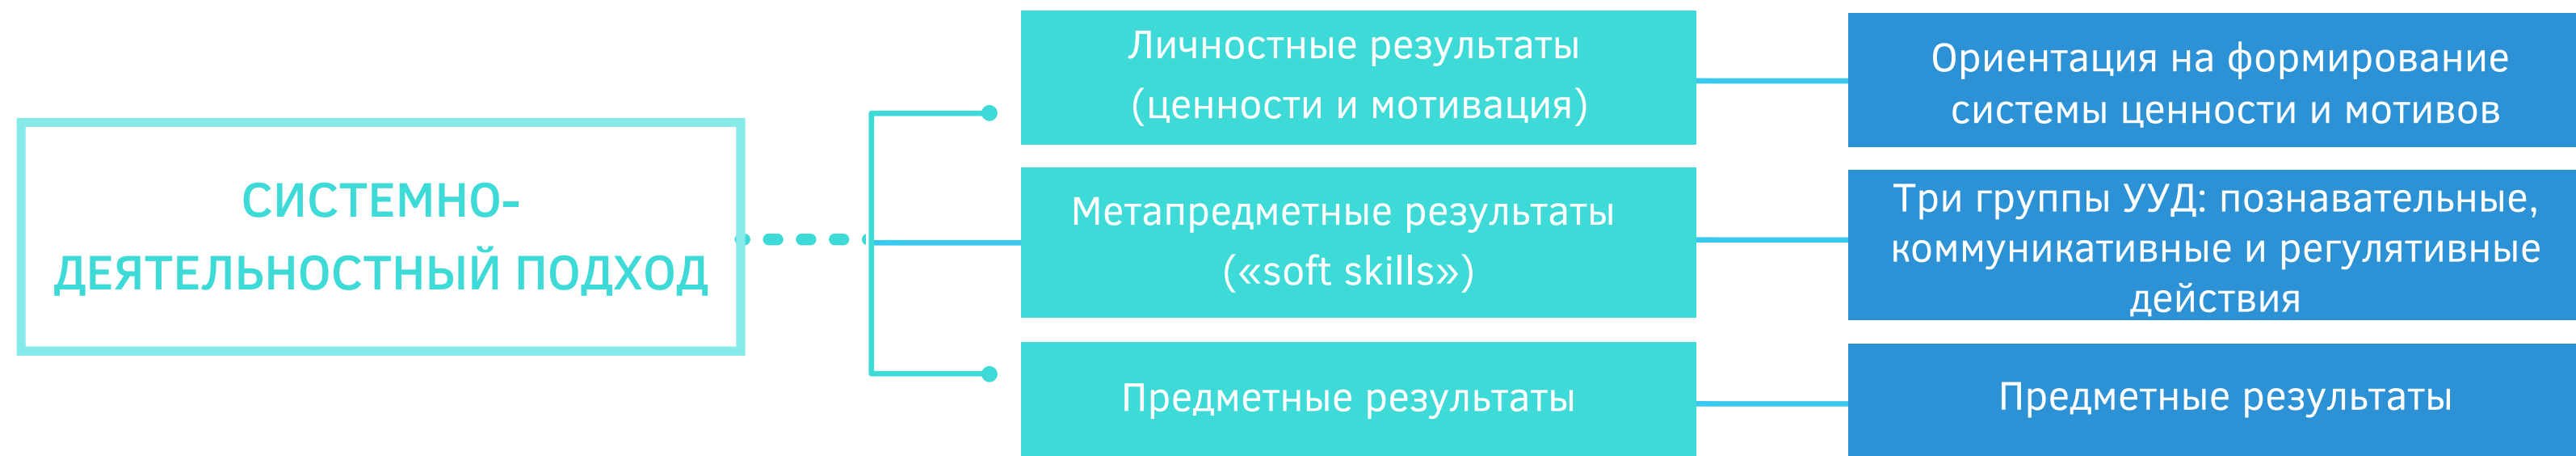 СИСТЕМНО-
ДЕЯТЕЛЬНОСТНЫЙ ПОДХОД
Личностные результаты
(ценности и мотивация)
Ориентация на формирование
системы ценности и мотивов
Метапредметные результаты
(«soft skills»)
Три группы УУД: познавательные,
коммуникативные и регулятивные
действия
Предметные результаты
Предметные результаты